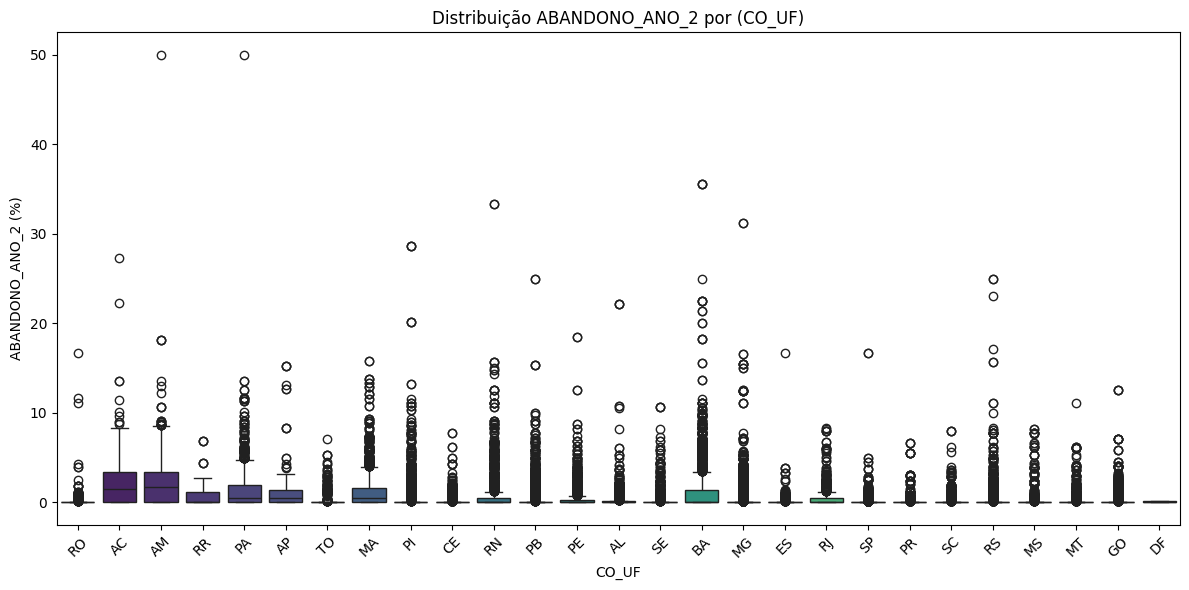 Distribuição ABANDONO_ANO_2 por (CO_UF)
ABANDONO_ANO_2 (%)
50
40
30
20
10
0
RO AC AM RR PA AP TO MA PI CE RN PB PE AL SE BA MG ES RJ SP PR SC RS MS MT GO DF
CO_UF